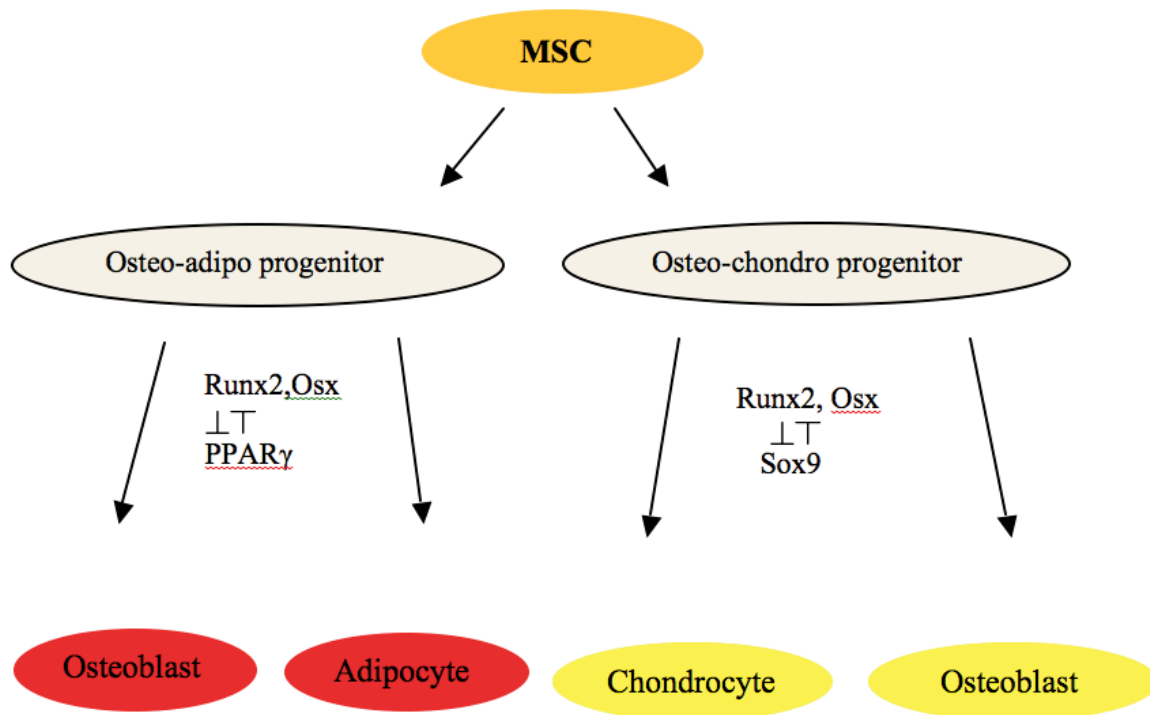 MSC
Osteo-adipo progenitor
Osteo-chondro progenitor
Runx2,Osx
⊥⊤
PPARγ
Runx2, Osx
⊥⊤
Sox9
Osteoblast
Adipocyte
Chondrocyte
Osteoblast